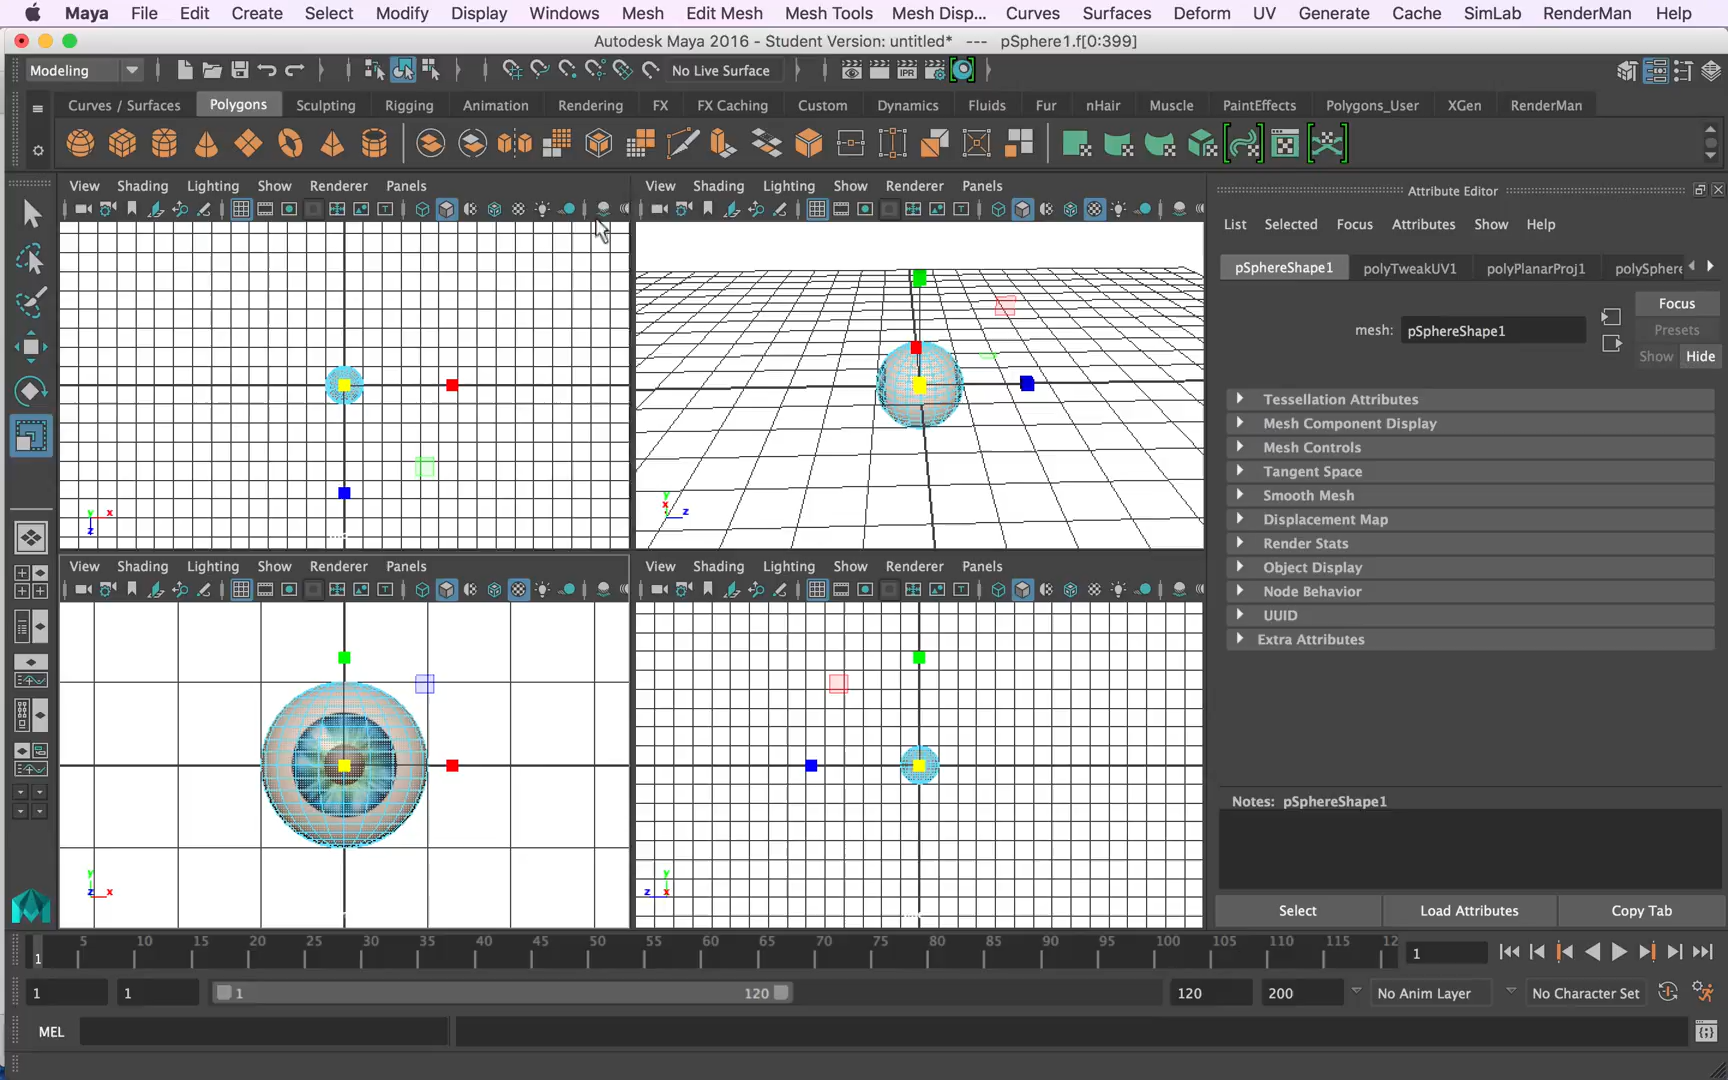 Maya File Edit Create Select Modify Display Windows Mesh Edit Mesh Mesh Tools Mesh Disp... Curves Surfaces Deform UV Generate Cache SimLab RenderMan Help
Autodesk Maya 2016 - Student Version: untitled* --- pSphere1.f[0:399]
Modeling No Live Surface IPR
Curves / Surfaces Polygons Sculpting Rigging Animation Rendering FX FX Caching Custom Dynamics Fluids Fur nHair Muscle PaintEffects Polygons_User XGen RenderMan
View Shading Lighting Show Renderer Panels
View Shading Lighting Show Renderer Panels
Attribute Editor
List Selected Focus Attributes Show Help
pSphereShape1 polyTweakUV1 polyPlanarProj1 polySphere
mesh: pSphereShape1
Focus
Presets
Show Hide
Tessellation Attributes
Mesh Component Display
Mesh Controls
Tangent Space
Smooth Mesh
Displacement Map
Render Stats
Object Display
Node Behavior
UUID
Extra Attributes
y x
z
y
x
z
View Shading Lighting Show Renderer Panels
View Shading Lighting Show Renderer Panels
y
z x
y
z x
Notes: pSphereShape1
Select Load Attributes Copy Tab
1 5 10 15 20 25 30 35 40 45 50 55 60 65 70 75 80 85 90 95 100 105 110 115 12 1
1 1 1 120 120 200 No Anim Layer No Character Set
MEL